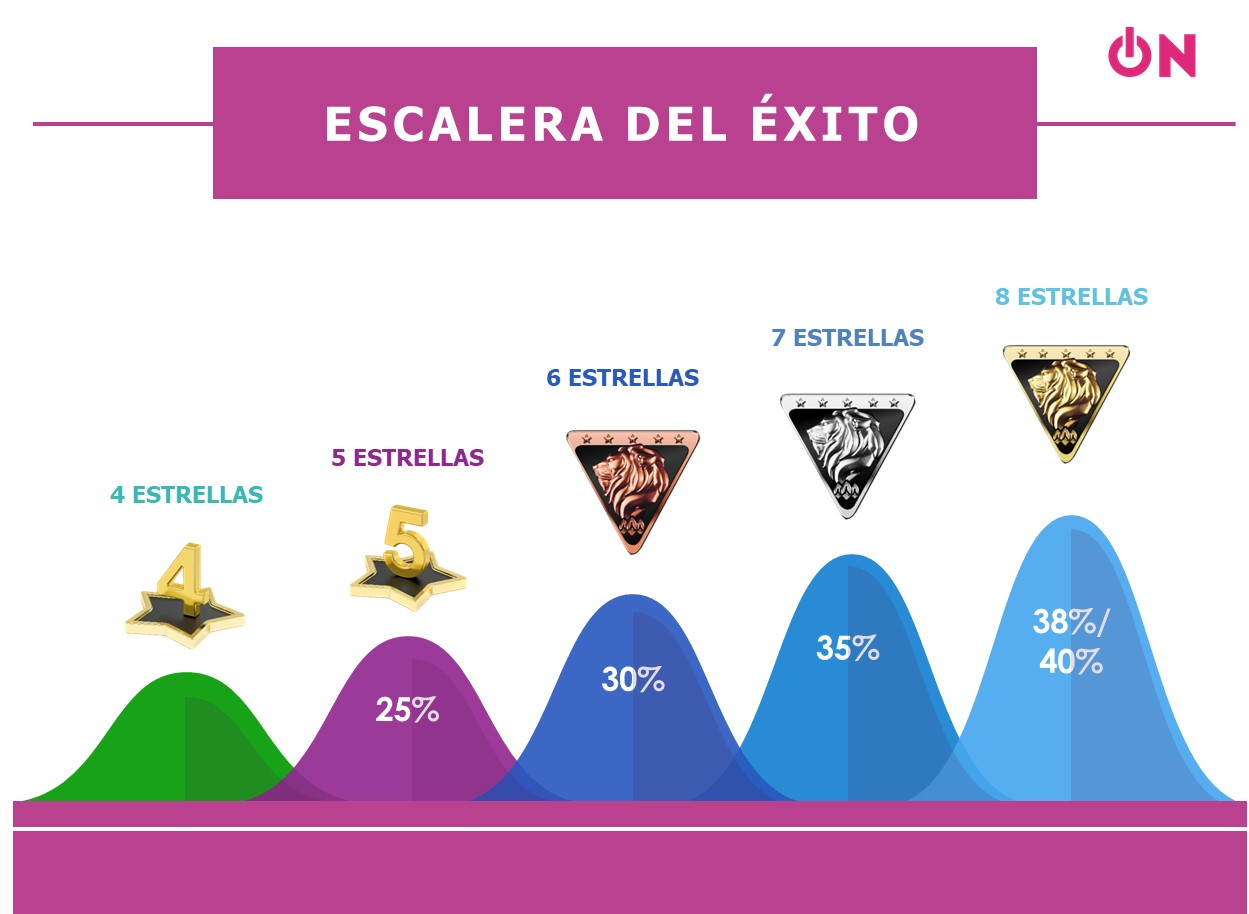 ON
ESCALERA DEL ÉXITO
8 ESTRELLAS
7 ESTRELLAS
6 ESTRELLAS
5 ESTRELLAS
4 ESTRELLAS
4
5
25%
30%
35%
38%/
40%